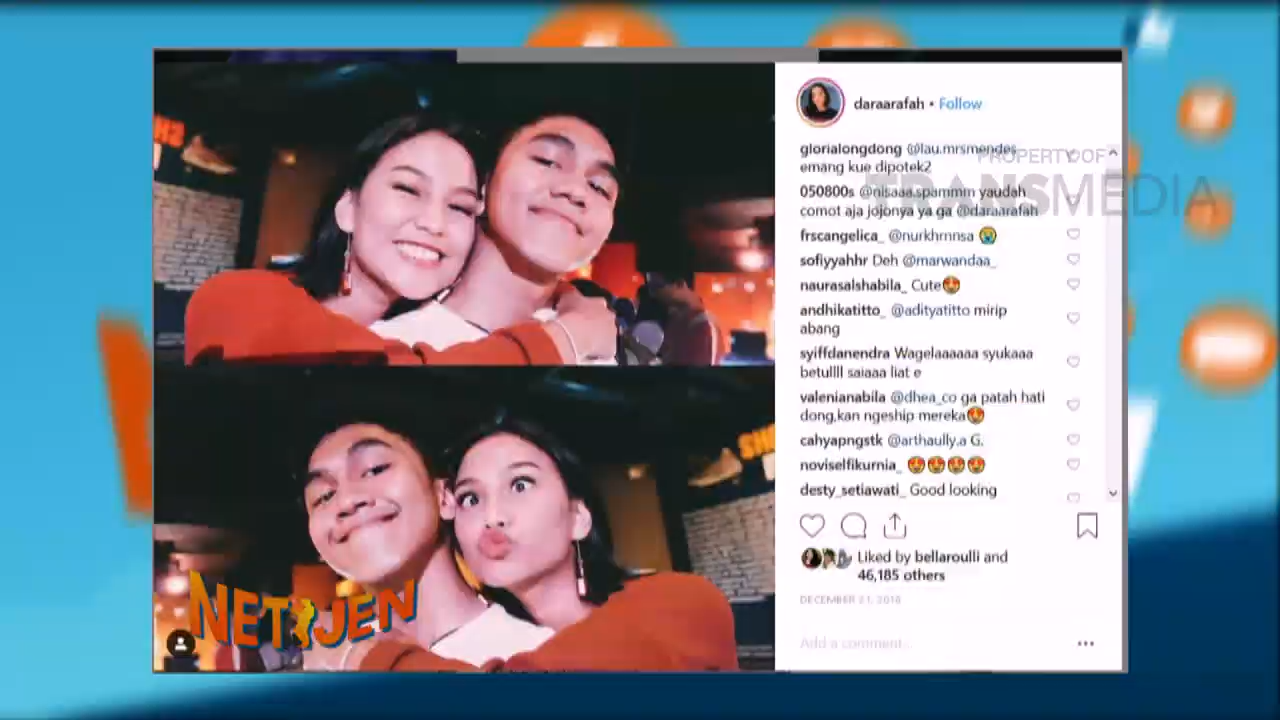 daraarafah • Follow
glorialongdong @lau.mrsmendes
emang kue dipotek2
PROPERTY OF
TRANSMEDIA
050800s @nisaaa.spammm yaudah
comot aja jojonya ya ga @daraarafah
frscangelica_ @nurkhrnnsa 😭
sofiyyahhr Deh @marwandaa_
naurasalshabila_ Cute😍
andhikatitto_ @adityatitto mirip
abang
syiffdanendra Wagelaaaaaa syukaaa
betullll saiaaa liat e
valenianabila @dhea_co ga patah hati
dong,kan ngeship mereka😍
cahyapngstk @arthaully.a G.
noviselfikurnia_ 😍😍😍😍
desty_setiawati_ Good looking
Liked by bellaroulli and
46,185 others
DECEMBER 21, 2018
Add a comment...
NETIJEN